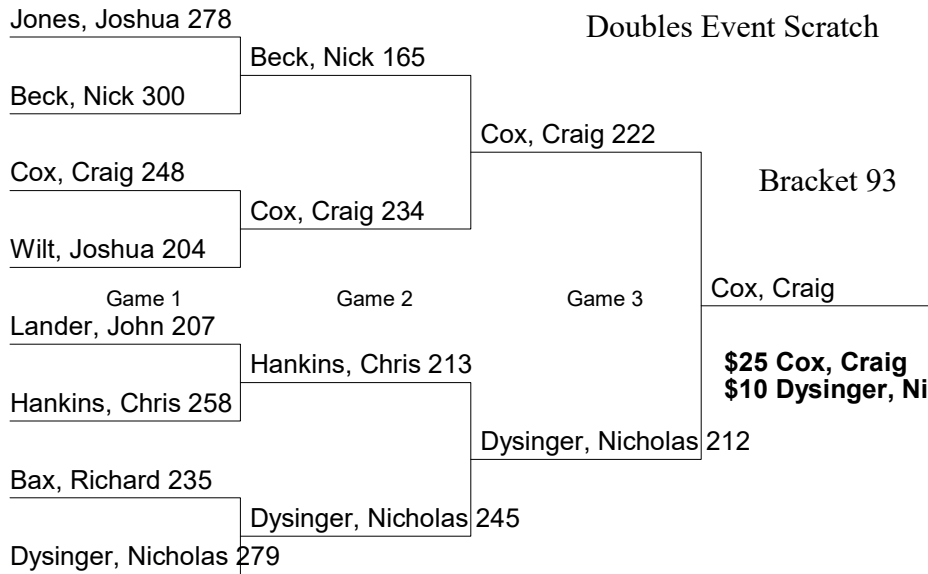 Jones, Joshua 278
Doubles Event Scratch
Beck, Nick 165
Beck, Nick 300
Cox, Craig 222
Cox, Craig 248
Bracket 93
Cox, Craig 234
Wilt, Joshua 204
Game 1
Game 2
Game 3
Cox, Craig
Lander, John 207
Hankins, Chris 213
$25 Cox, Craig
$10 Dysinger, Ni
Hankins, Chris 258
Dysinger, Nicholas 212
Bax, Richard 235
Dysinger, Nicholas 245
Dysinger, Nicholas 279